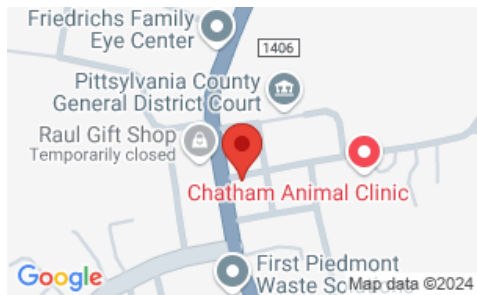 Friedrichs Family
Eye Center
1406
Pittsylvania County
General District Court
Raul Gift Shop
Temporarily closed
Chatham Animal Clinic
First Piedmont
Waste Solutions
Google
Map data ©2024